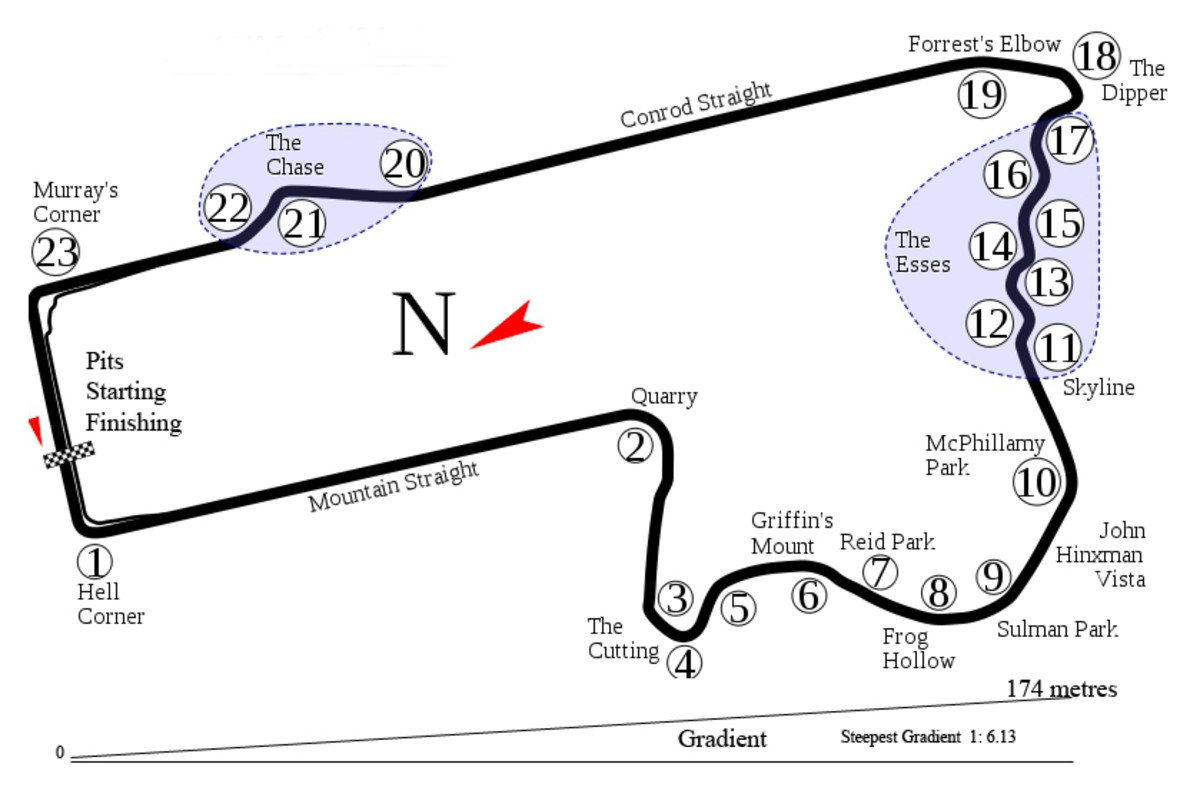 Forrest's Elbow
18
The
Dipper
19
Conrod Straight
The
Chase
20
17
16
Murray's
Corner
22
21
15
23
The
Esses
14
13
N
12
11
Pits
Starting
Finishing
Skyline
Quarry
2
McPhillamy
Park
10
Mountain Straight
Griffin's
Mount
Reid Park
John
Hinxman
Vista
1
Hell
Corner
3
5
6
7
8
9
The
Cutting
4
Frog
Hollow
Sulman Park
174 metres
0
Gradient
Steepest Gradient 1: 6.13